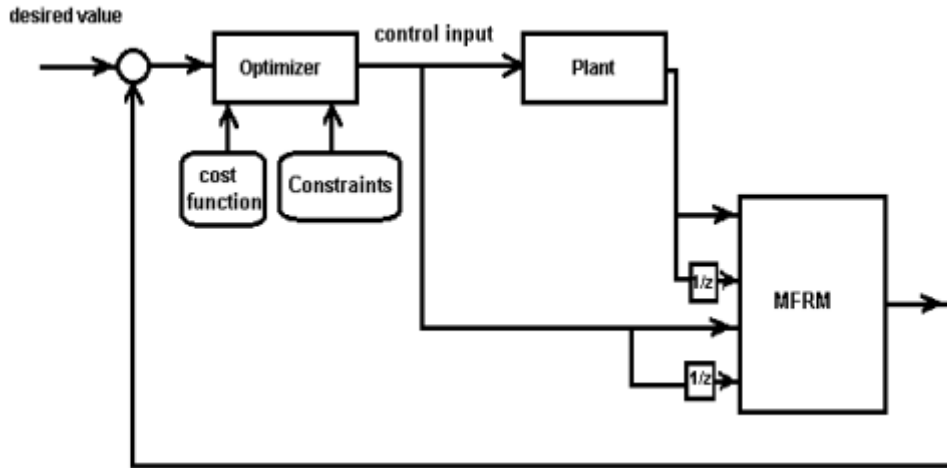 desired value
control input
Optimizer
Plant
cost
function
Constraints
1/z
MFRM
1/z